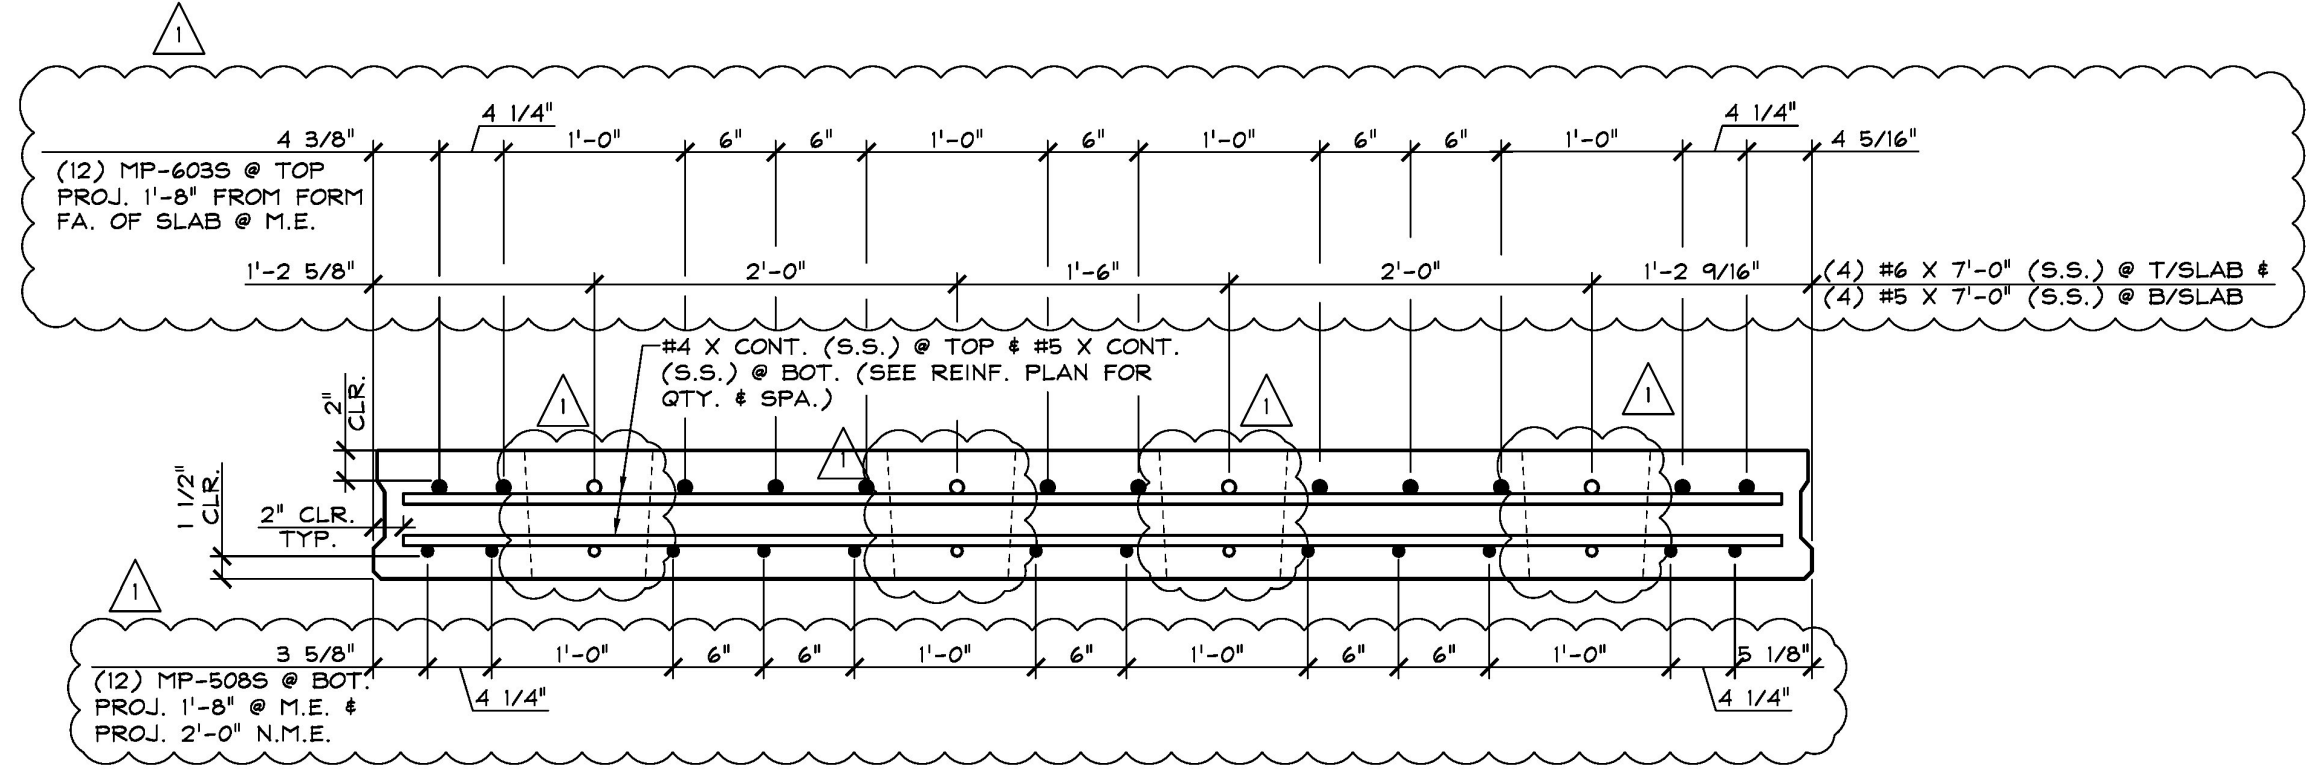 1
4 1/4"
4 1/4"
4 3/8" 1'-0" 6" 6" 1'-0" 6" 1'-0" 6" 6" 1'-0" 4 5/16"
(12) MP-603S @ TOP
PROJ. 1'-8" FROM FORM
FA. OF SLAB @ M.E.
1'-2 5/8" 2'-0" 1'-6" 2'-0" 1'-2 9/16"
(4) #6 X 7'-0" (S.S.) @ T/SLAB &
(4) #5 X 7'-0" (S.S.) @ B/SLAB
#4 X CONT. (S.S.) @ TOP & #5 X CONT.
(S.S.) @ BOT. (SEE REINF. PLAN FOR
QTY. & SPA.)
2"
CLR.
1
1
1
1
1 1/2"
CLR.
2" CLR.
TYP.
1
3 5/8" 1'-0" 6" 6" 1'-0" 6" 1'-0" 6" 6" 1'-0" 5 1/8"
(12) MP-508S @ BOT.
PROJ. 1'-8" @ M.E. &
PROJ. 2'-0" N.M.E.
4 1/4"
4 1/4"